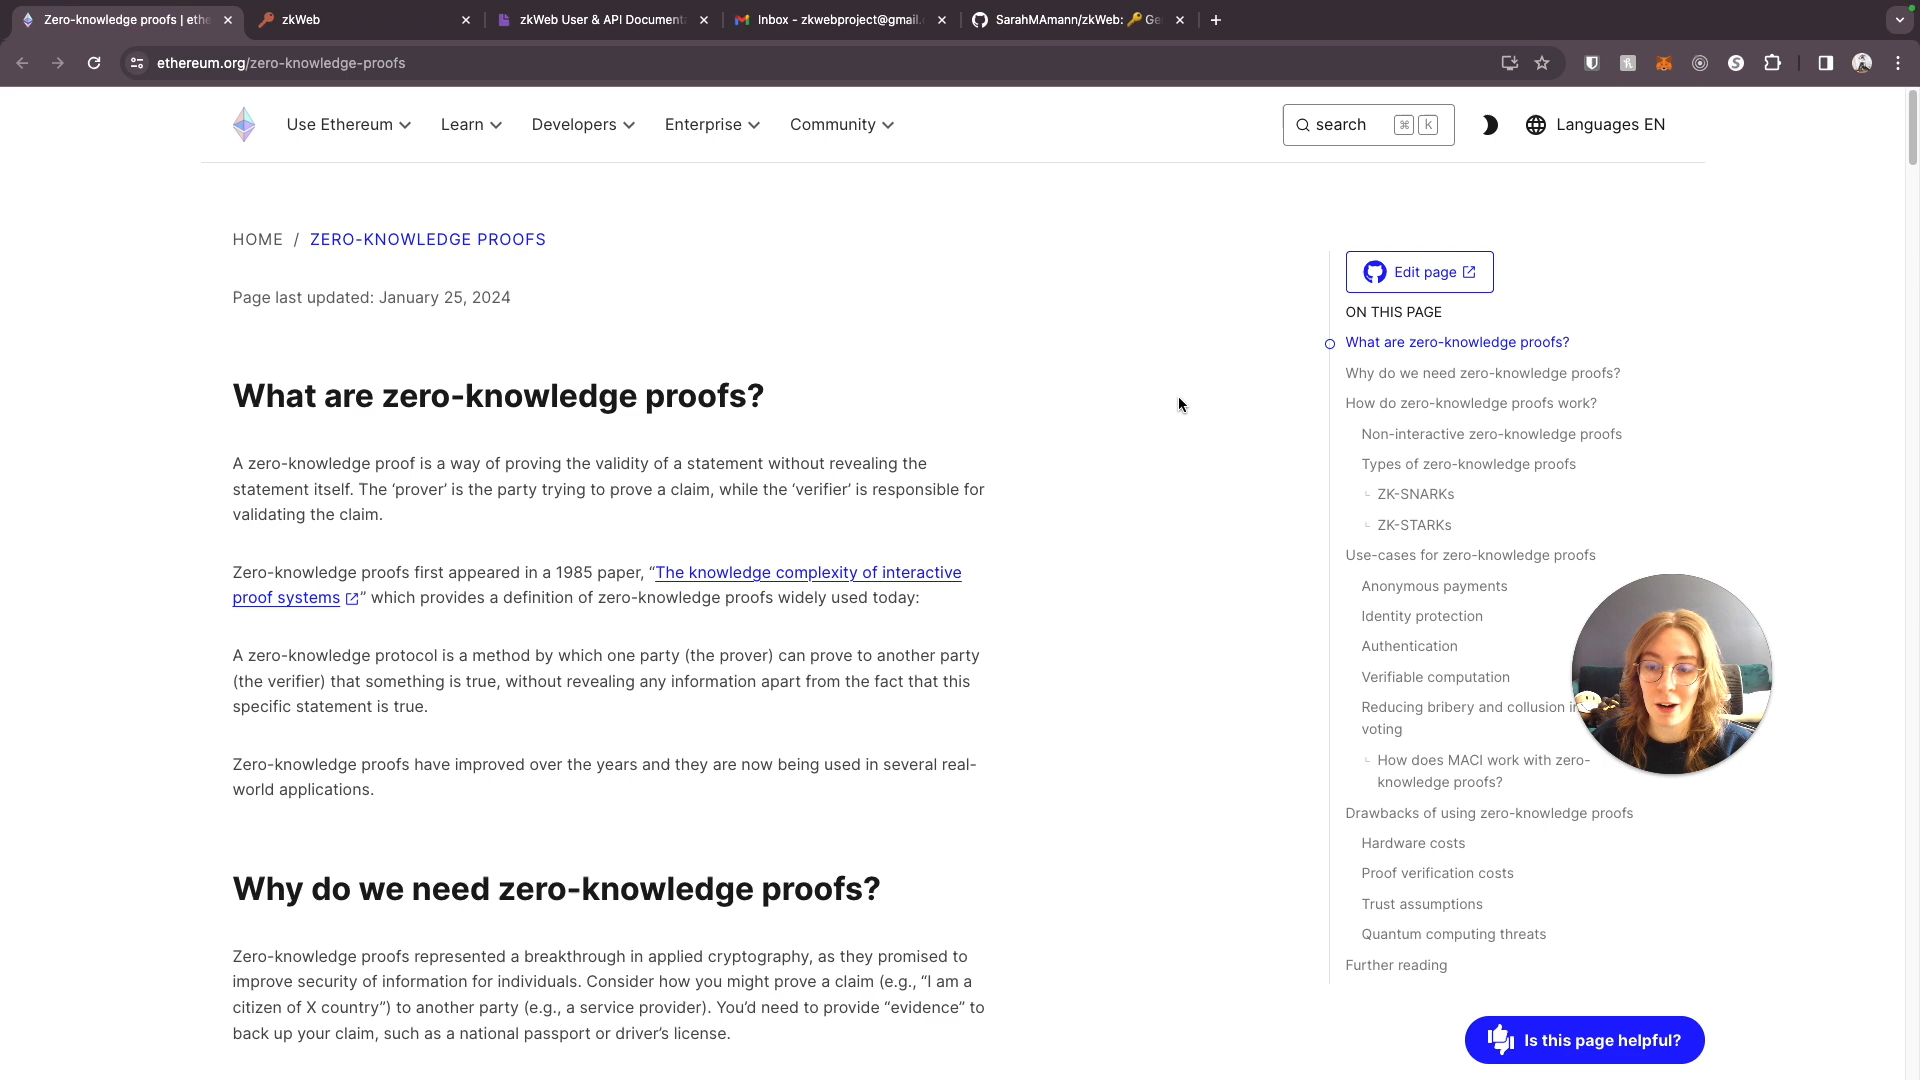 Zero-knowledge proofs | ethe
zkWeb
zkWeb User & API Document
Inbox - zkwebproject@gmail.
SarahMAmann/zkWeb: 🔑 Ge
ethereum.org/zero-knowledge-proofs
Use Ethereum
Learn
Developers
Enterprise
Community
search ⌘ k
Languages EN
HOME / ZERO-KNOWLEDGE PROOFS
Page last updated: January 25, 2024
What are zero-knowledge proofs?
A zero-knowledge proof is a way of proving the validity of a statement without revealing the
statement itself. The ‘prover’ is the party trying to prove a claim, while the ‘verifier’ is responsible for
validating the claim.
Zero-knowledge proofs first appeared in a 1985 paper, “The knowledge complexity of interactive
proof systems” which provides a definition of zero-knowledge proofs widely used today:
A zero-knowledge protocol is a method by which one party (the prover) can prove to another party
(the verifier) that something is true, without revealing any information apart from the fact that this
specific statement is true.
Zero-knowledge proofs have improved over the years and they are now being used in several real-
world applications.
Why do we need zero-knowledge proofs?
Zero-knowledge proofs represented a breakthrough in applied cryptography, as they promised to
improve security of information for individuals. Consider how you might prove a claim (e.g., “I am a
citizen of X country”) to another party (e.g., a service provider). You’d need to provide “evidence” to
back up your claim, such as a national passport or driver’s license.
Edit page
ON THIS PAGE
What are zero-knowledge proofs?
Why do we need zero-knowledge proofs?
How do zero-knowledge proofs work?
Non-interactive zero-knowledge proofs
Types of zero-knowledge proofs
ZK-SNARKs
ZK-STARKs
Use-cases for zero-knowledge proofs
Anonymous payments
Identity protection
Authentication
Verifiable computation
Reducing bribery and collusion in
voting
How does MACI work with zero-
knowledge proofs?
Drawbacks of using zero-knowledge proofs
Hardware costs
Proof verification costs
Trust assumptions
Quantum computing threats
Further reading
Is this page helpful?